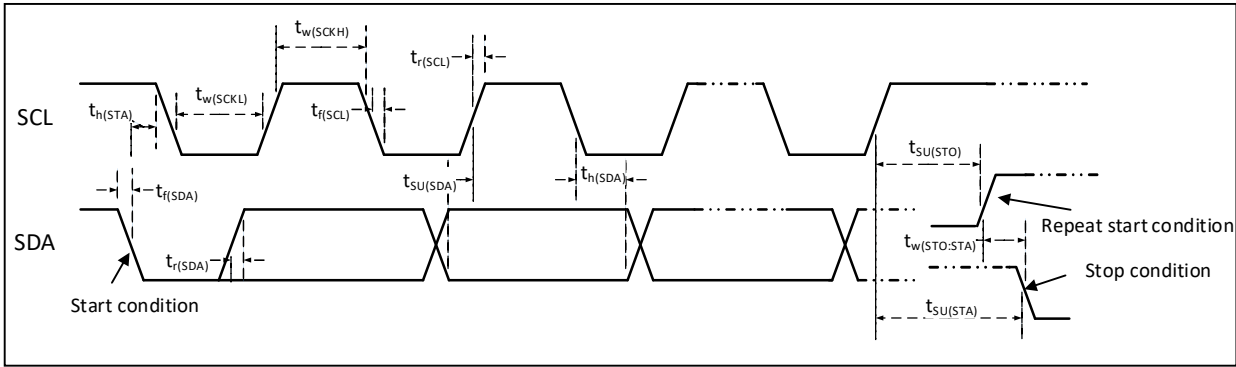 tw(SCKH)
tr(SCL)
SCL
th(STA)
tw(SCKL)
tf(SCL)
tSU(STO)
tf(SDA)
tSU(SDA)
th(SDA)
SDA
Repeat start condition
tw(STO:STA)
tr(SDA)
Stop condition
Start condition
tSU(STA)